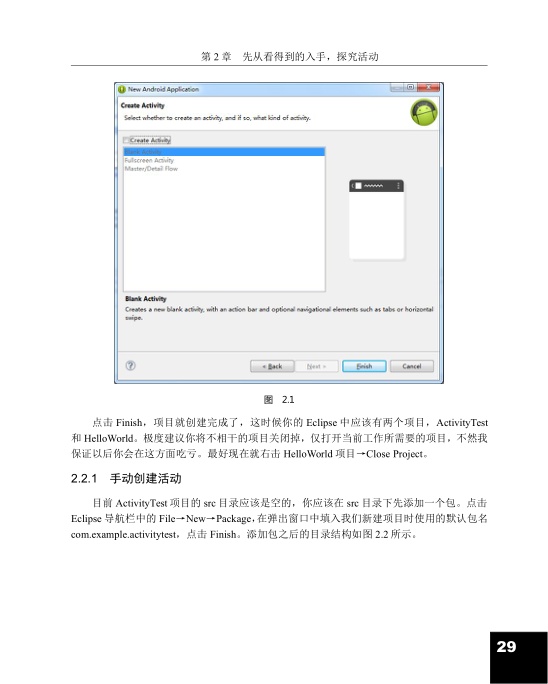 第 2 章　先从看得到的入手，探究活动
New Android Application
Create Activity
Select whether to create an activity, and if so, what kind of activity.
Create Activity
Blank Activity
Fullscreen Activity
Master/Detail Flow
Blank Activity
Creates a new blank activity, with an action bar and optional navigational elements such as tabs or horizontal
swipe.
?
< Back
Next >
Finish
Cancel
图　2.1
点击 Finish，项目就创建完成了，这时候你的 Eclipse 中应该有两个项目，ActivityTest
和 HelloWorld。极度建议你将不相干的项目关闭掉，仅打开当前工作所需要的项目，不然我
保证以后你会在这方面吃亏。最好现在就右击 HelloWorld 项目→Close Project。
2.2.1　手动创建活动
目前 ActivityTest 项目的 src 目录应该是空的，你应该在 src 目录下先添加一个包。点击
Eclipse 导航栏中的 File→New→Package，在弹出窗口中填入我们新建项目时使用的默认包名
com.example.activitytest，点击 Finish。添加包之后的目录结构如图 2.2 所示。
29